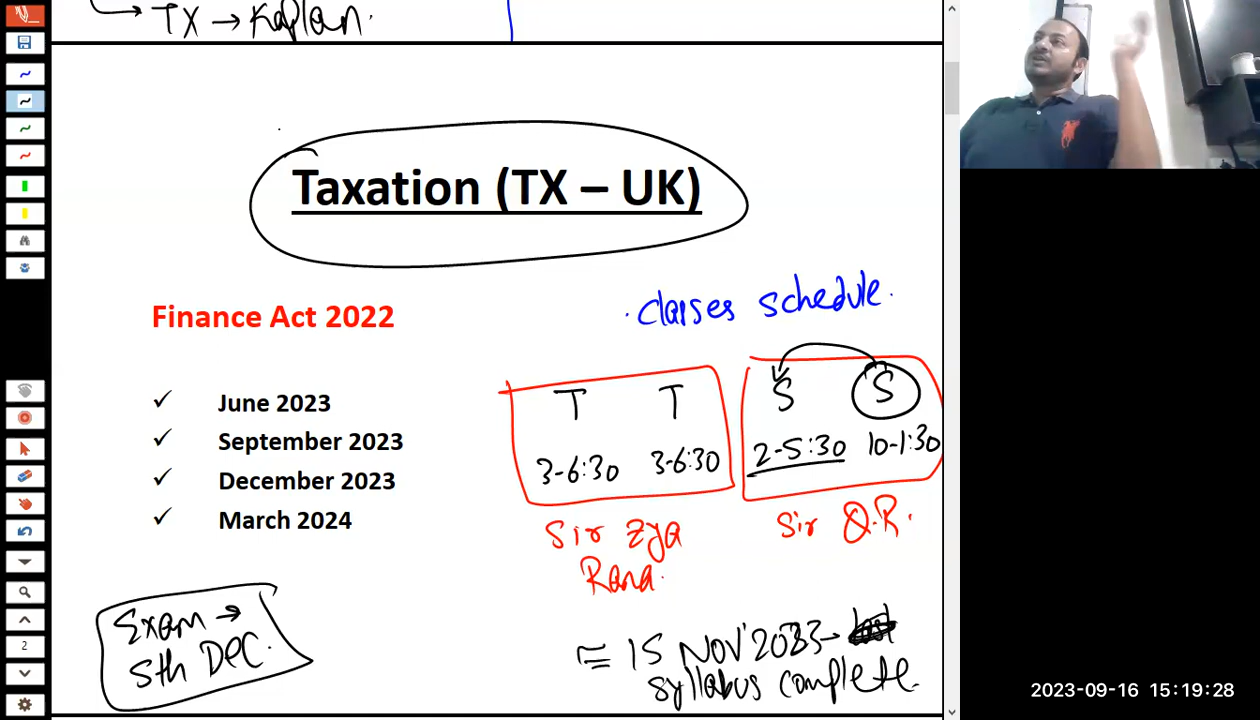 TX → Kaplan.
Taxation (TX – UK)
Finance Act 2022
. classes schedule.
✓ June 2023
✓ September 2023
✓ December 2023
✓ March 2024
T T S S
3-6:30 3-6:30 2-5:30 10-1:30
Sir Zya Sir Q.R.
Rana.
Exam →
5th DEC.
≃ 15 NOV'2023→
syllabus complete.
2
2023-09-16 15:19:28